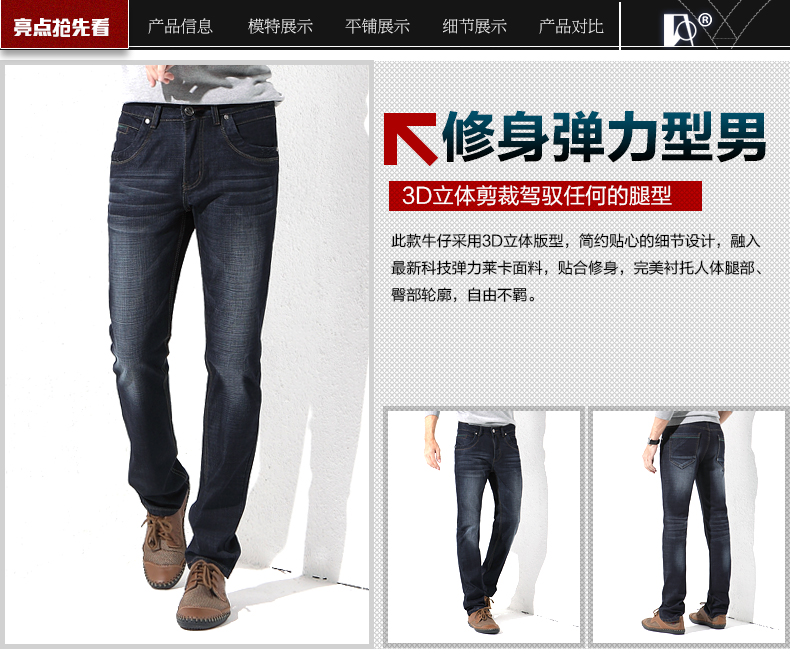 亮点抢先看 产品信息 模特展示 平铺展示 细节展示 产品对比 ®
修身弹力型男
3D立体剪裁驾驭任何的腿型
此款牛仔采用3D立体版型，简约贴心的细节设计，融入
最新科技弹力莱卡面料，贴合修身，完美衬托人体腿部、
臀部轮廓，自由不羁。